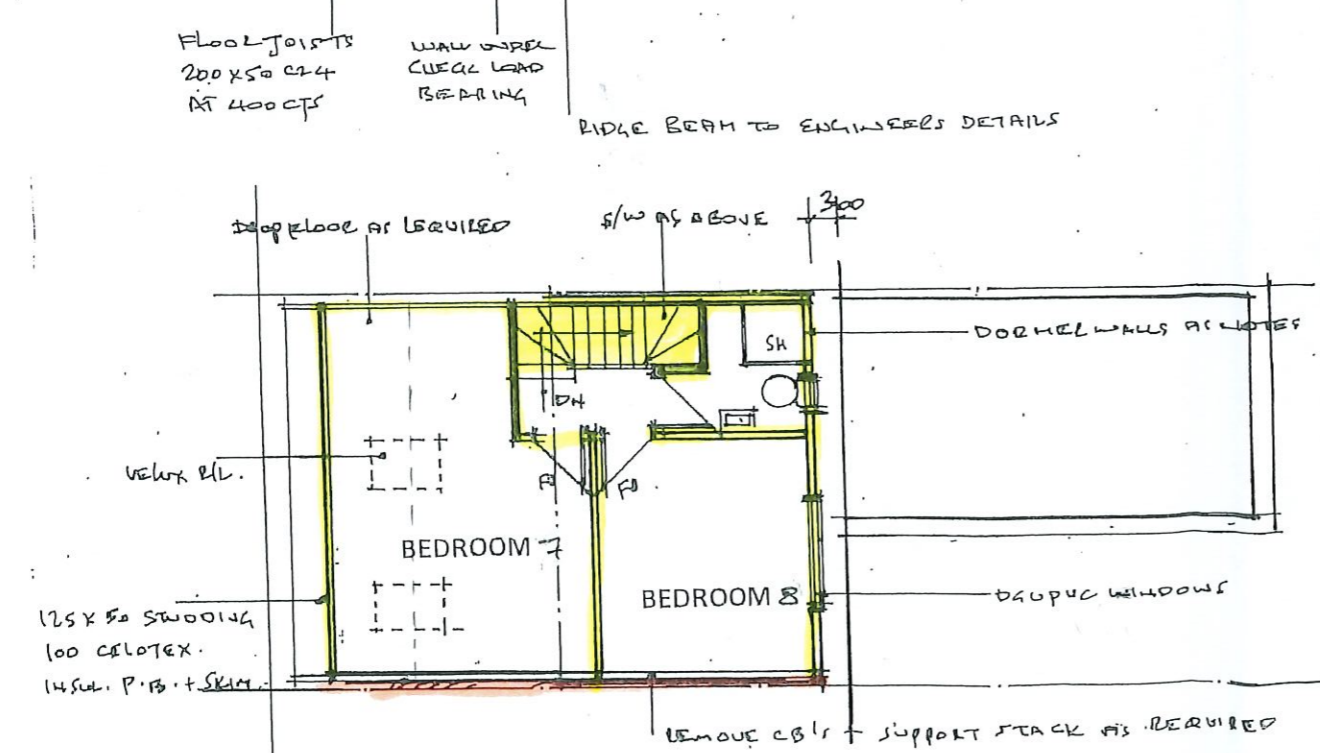 FLOOR JOISTS
200 X 50 C24
AT 400 CTS
WALL UNDER
CHECK LOAD
BEARING
RIDGE BEAM TO ENGINEERS DETAILS
DROP FLOOR AS REQUIRED
S/W AS ABOVE
300
DORMER WALLS AS NOTES
SH
DN
VELUX R/L.
FD
FD
BEDROOM 7
BEDROOM 8
DG UPVC WINDOWS
125 X 50 STUDDING
100 CELOTEX.
INSUL. P.B. + SKIM.
REMOVE CB'S + SUPPORT STACK AS REQUIRED